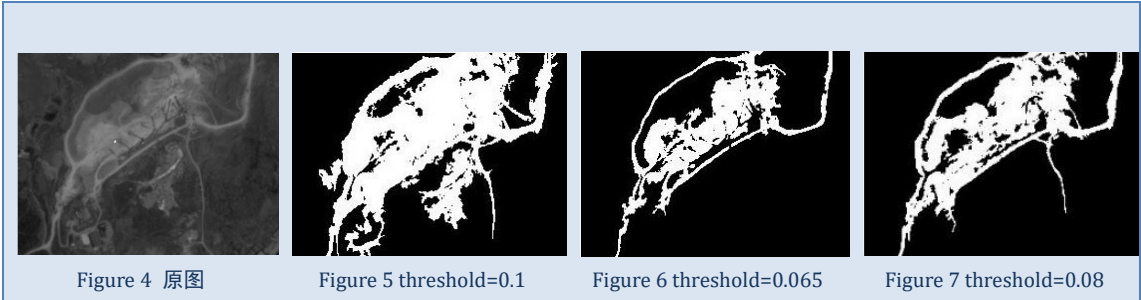 Figure 4 原图
Figure 5 threshold=0.1
Figure 6 threshold=0.065
Figure 7 threshold=0.08